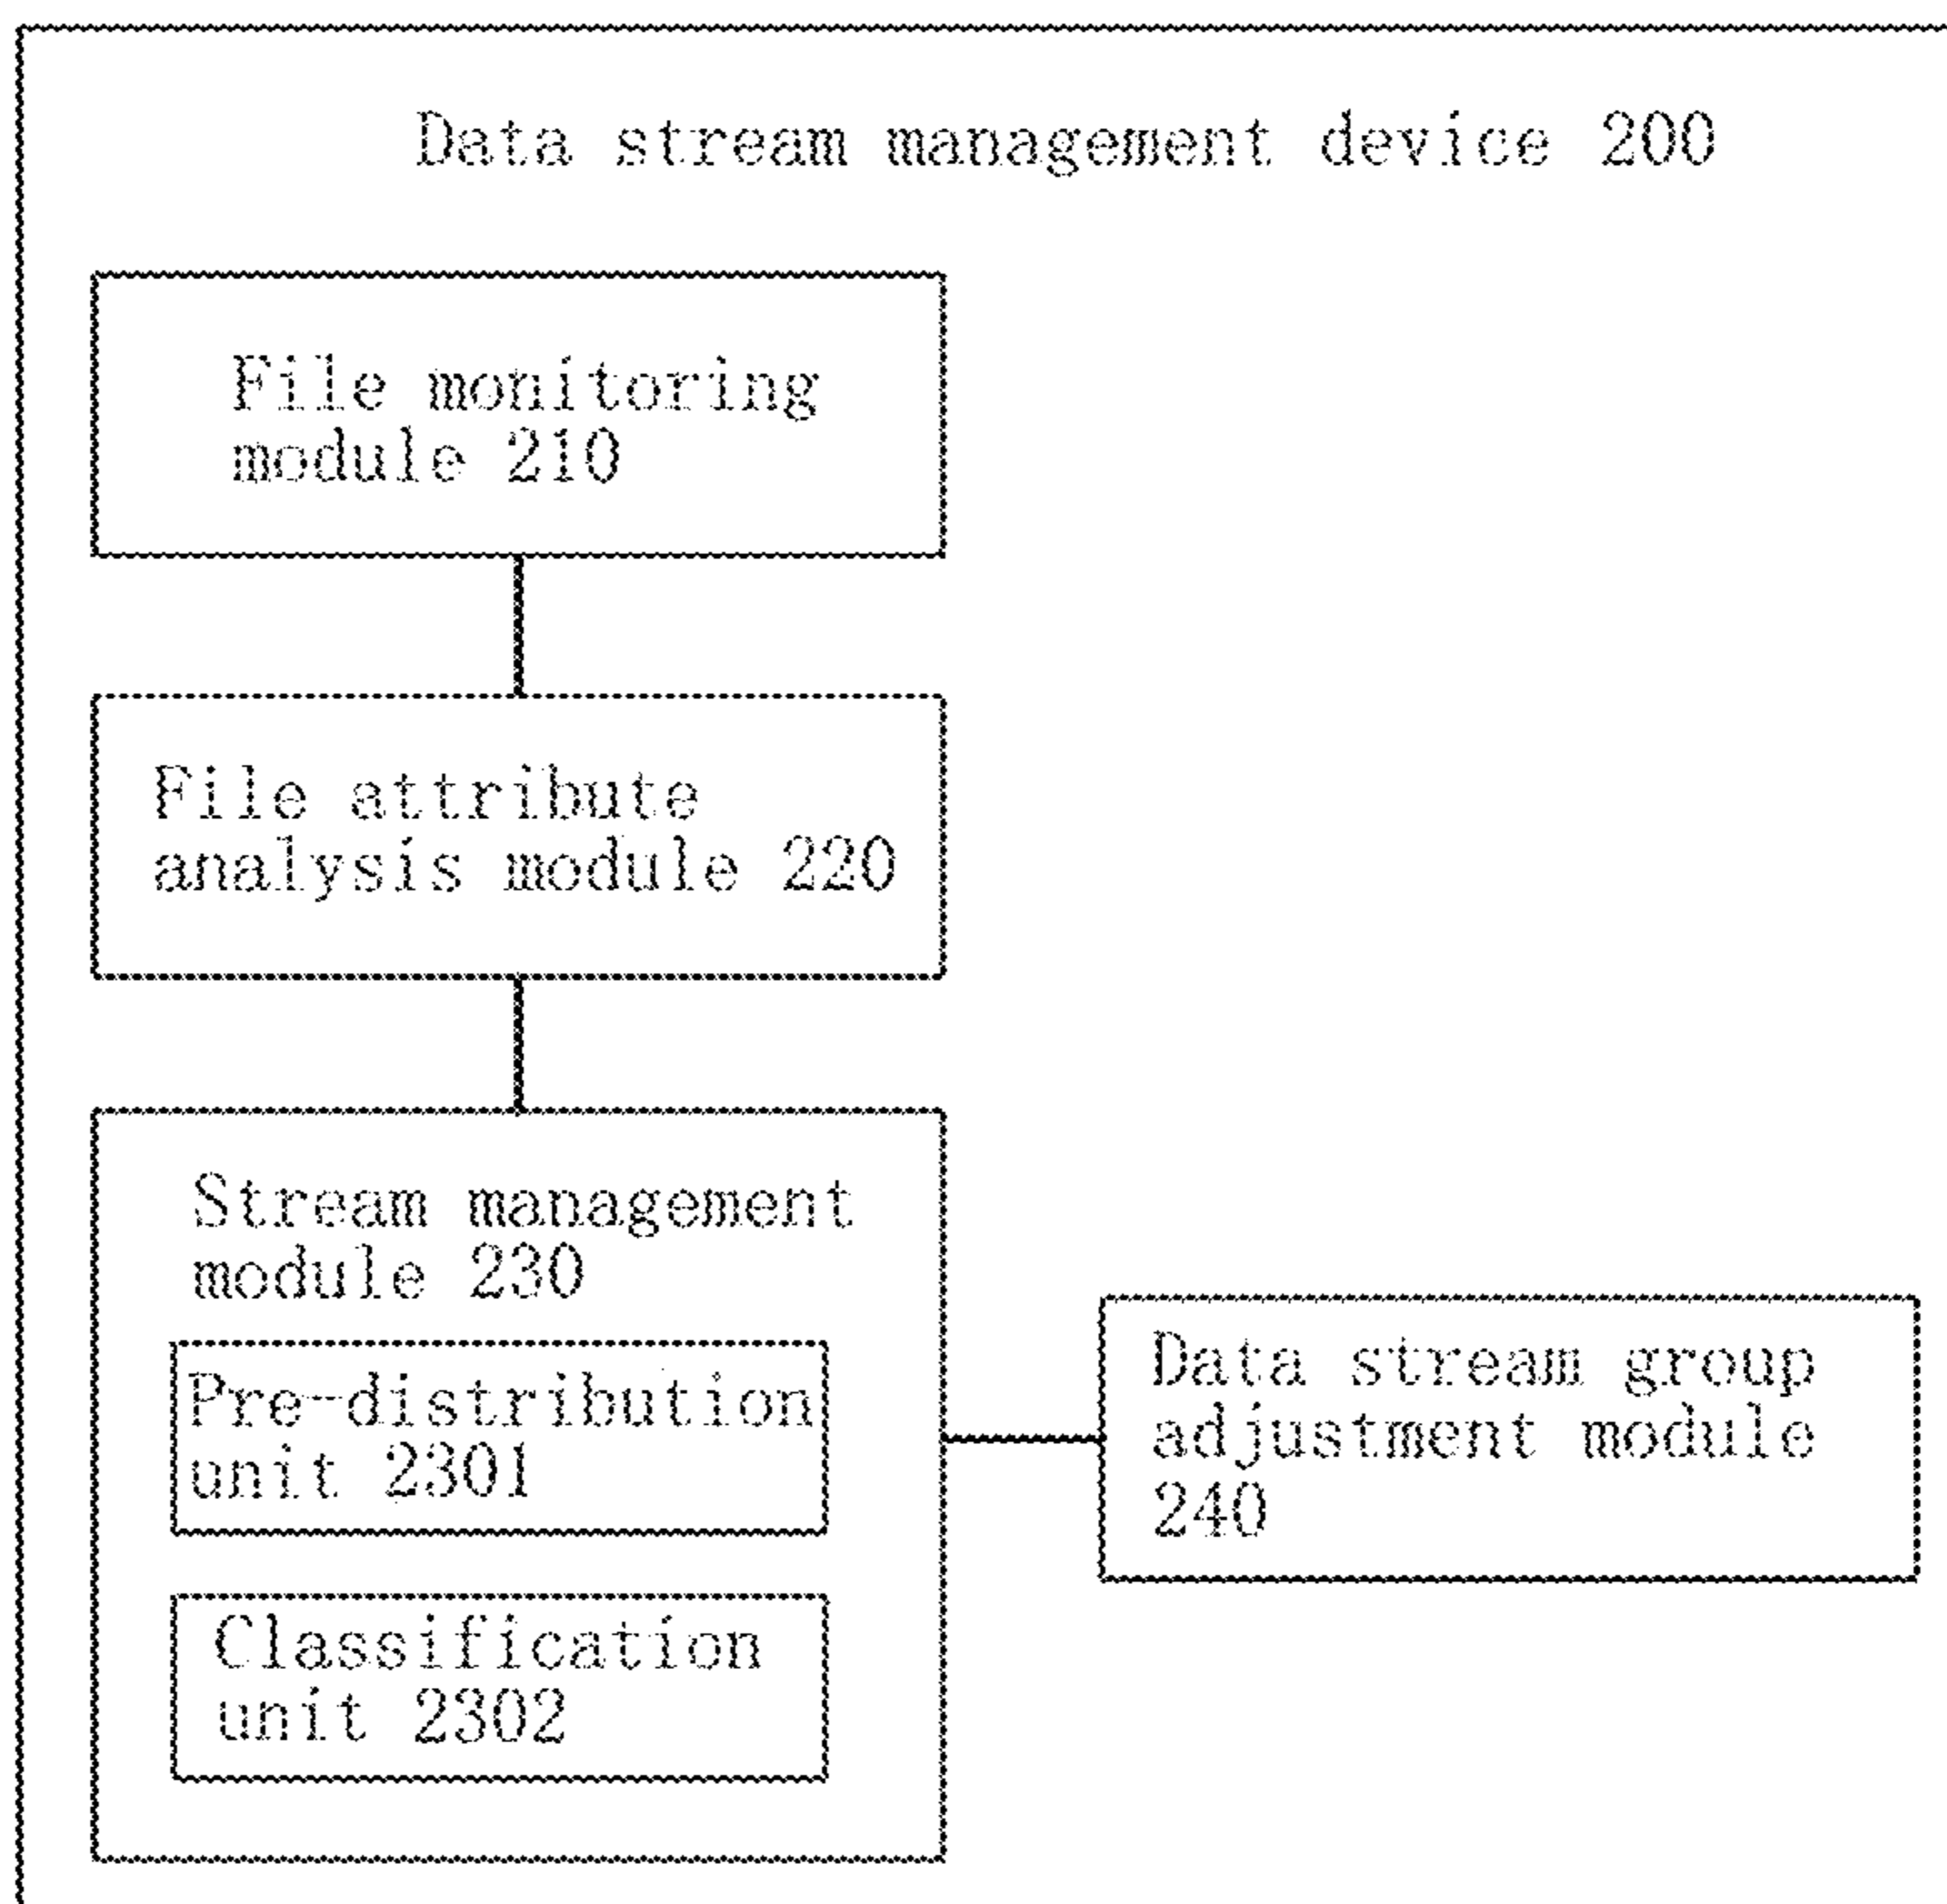 Data stream management device 200
File monitoring
module 210
File attribute
analysis module 220
Stream management
module 230
Pre-distribution
unit 2301
Classification
unit 2302
Data stream group
adjustment module
240